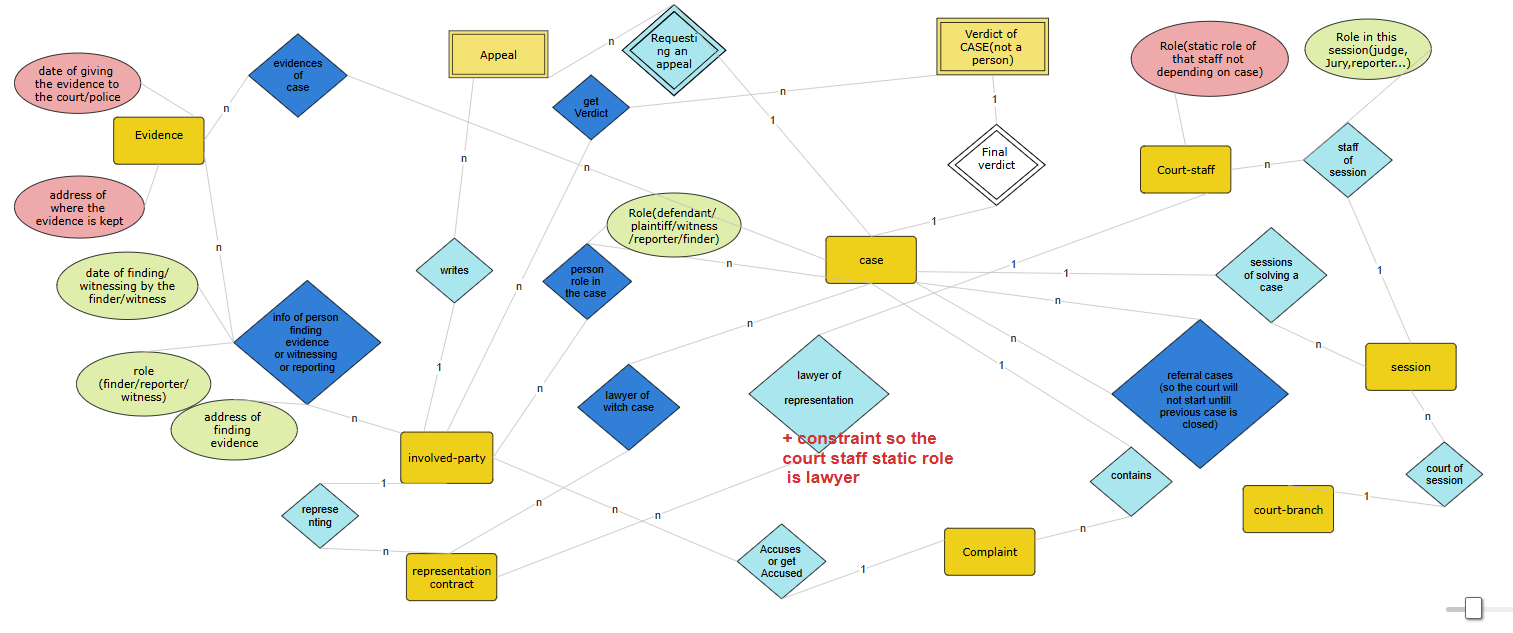 date of giving
the evidence to
the court/police
evidences
of
case
n
Evidence
address of
where the
evidence is kept
n
Appeal
n
Requesti
ng an
appeal
get
Verdict
n
1
Verdict of
CASE(not a
person)
1
Final
verdict
1
Role(static role of
that staff not
depending on case)
Role in this
session(judge,
Jury,reporter...)
Court-staff
n
staff
of
session
n
n
Role(defendant/
plaintiff/witness
/reporter/finder)
date of finding/
witnessing by the
finder/witness
writes
n
person
role in
the case
n
case
1
1
sessions
of solving a
case
1
info of person
finding
evidence
or witnessing
or reporting
n
n
n
1
n
session
role
(finder/reporter/
witness)
1
n
lawyer of
witch case
lawyer of
representation
referral cases
(so the court will
not start untill
previous case is
closed)
address of
finding
evidence
n
involved-party
+ constraint so the
court staff static role
is lawyer
n
contains
court of
session
1
represe
nting
n
n
n
n
1
court-branch
n
representation
contract
Accuses
or get
Accused
1
Complaint